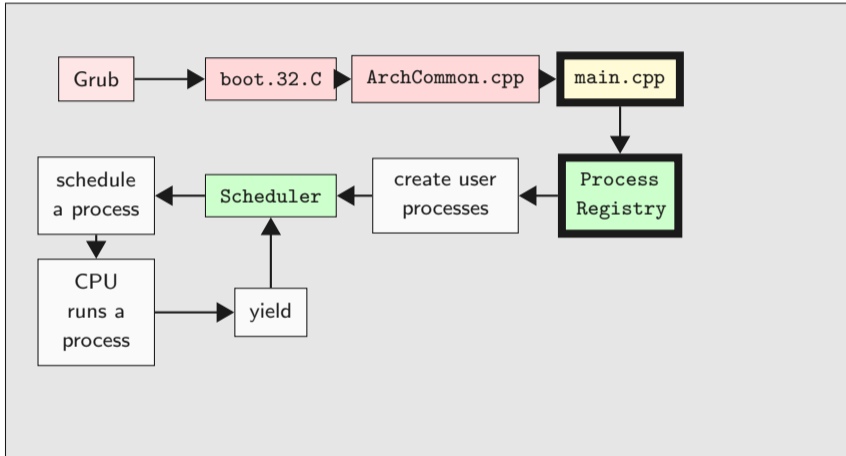 Grub
boot.32.C
ArchCommon.cpp
main.cpp
schedule
a process
Scheduler
create user
processes
Process
Registry
CPU
runs a
process
yield